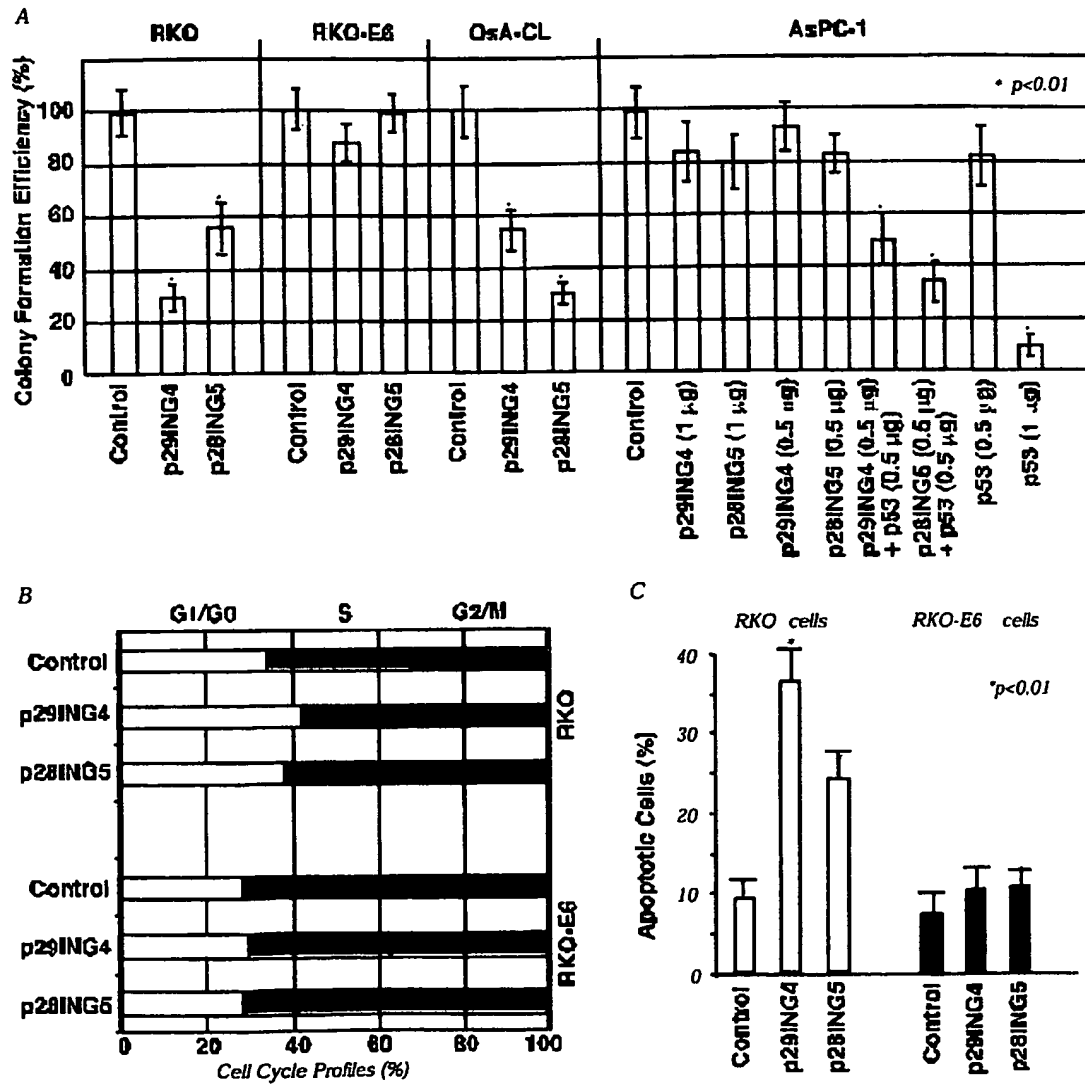 A
RKO
RKO-E6
OsA-CL
AsPC-1
* p<0.01
Colony Formation Efficiency (%)
100
80
60
40
20
0
Control
p29ING4
p28ING5
Control
p29ING4
p28ING5
Control
p29ING4
p28ING5
Control
p29ING4 (1 µg)
p28ING5 (1 µg)
p29ING4 (0.5 µg)
p28ING5 (0.5 µg)
p29ING4 (0.5 µg)
+ p53 (0.5 µg)
p28ING5 (0.5 µg)
+ p53 (0.5 µg)
p53 (0.5 µg)
p53 (1 µg)
B
G1/G0
S
G2/M
Control
p29ING4
p28ING5
RKO
Control
p29ING4
p28ING5
RKO-E6
0
20
40
60
80
100
Cell Cycle Profiles (%)
C
RKO cells
RKO-E6 cells
*
*p<0.01
Apoptotic Cells (%)
40
30
20
10
0
Control
p29ING4
p28ING5
Control
p29ING4
p28ING5